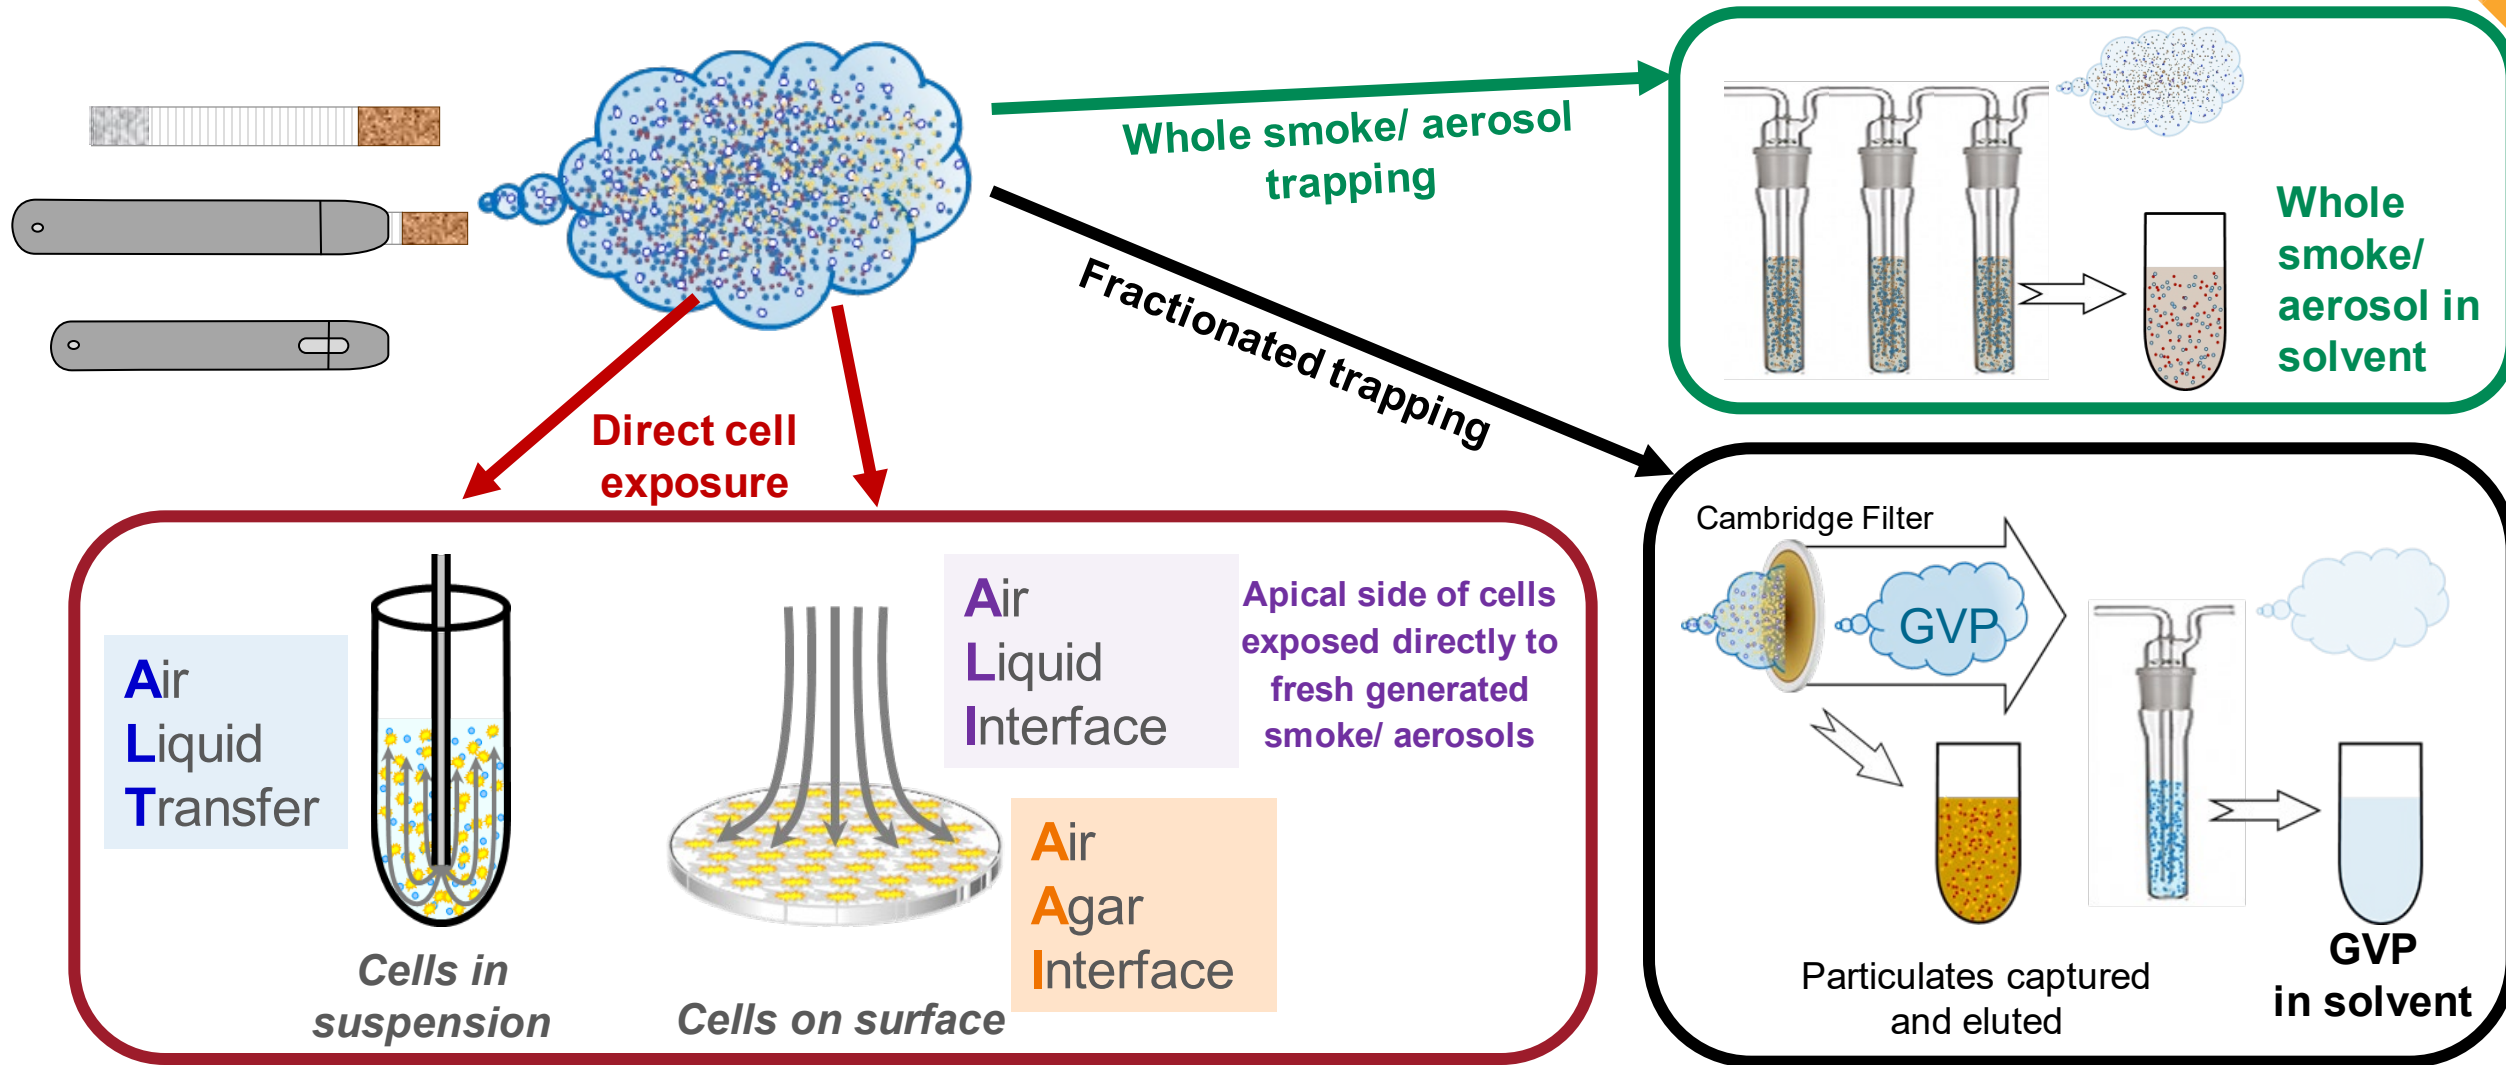 Whole smoke/ aerosol
trapping
Whole
smoke/
aerosol in
solvent
Fractionated trapping
Direct cell
exposure
Air
Liquid
Transfer
Cells in
suspension
Air
Liquid
Interface
Apical side of cells
exposed directly to
fresh generated
smoke/ aerosols
Air
Agar
Interface
Cells on surface
Cambridge Filter
GVP
Particulates captured
and eluted
GVP
in solvent